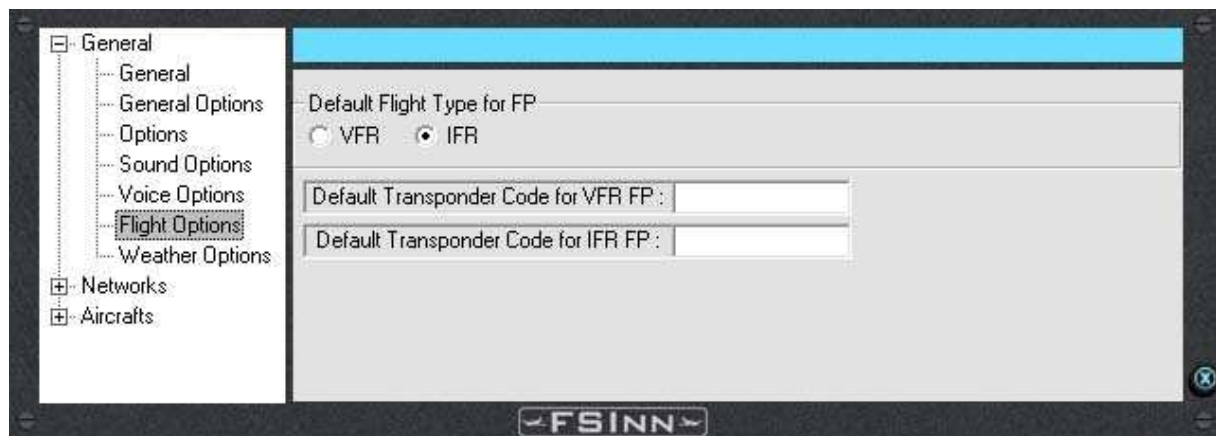 General
General
General Options
Options
Sound Options
Voice Options
Flight Options
Weather Options
Networks
Aircrafts
Default Flight Type for FP
VFR IFR
Default Transponder Code for VFR FP :
Default Transponder Code for IFR FP :
FSINN